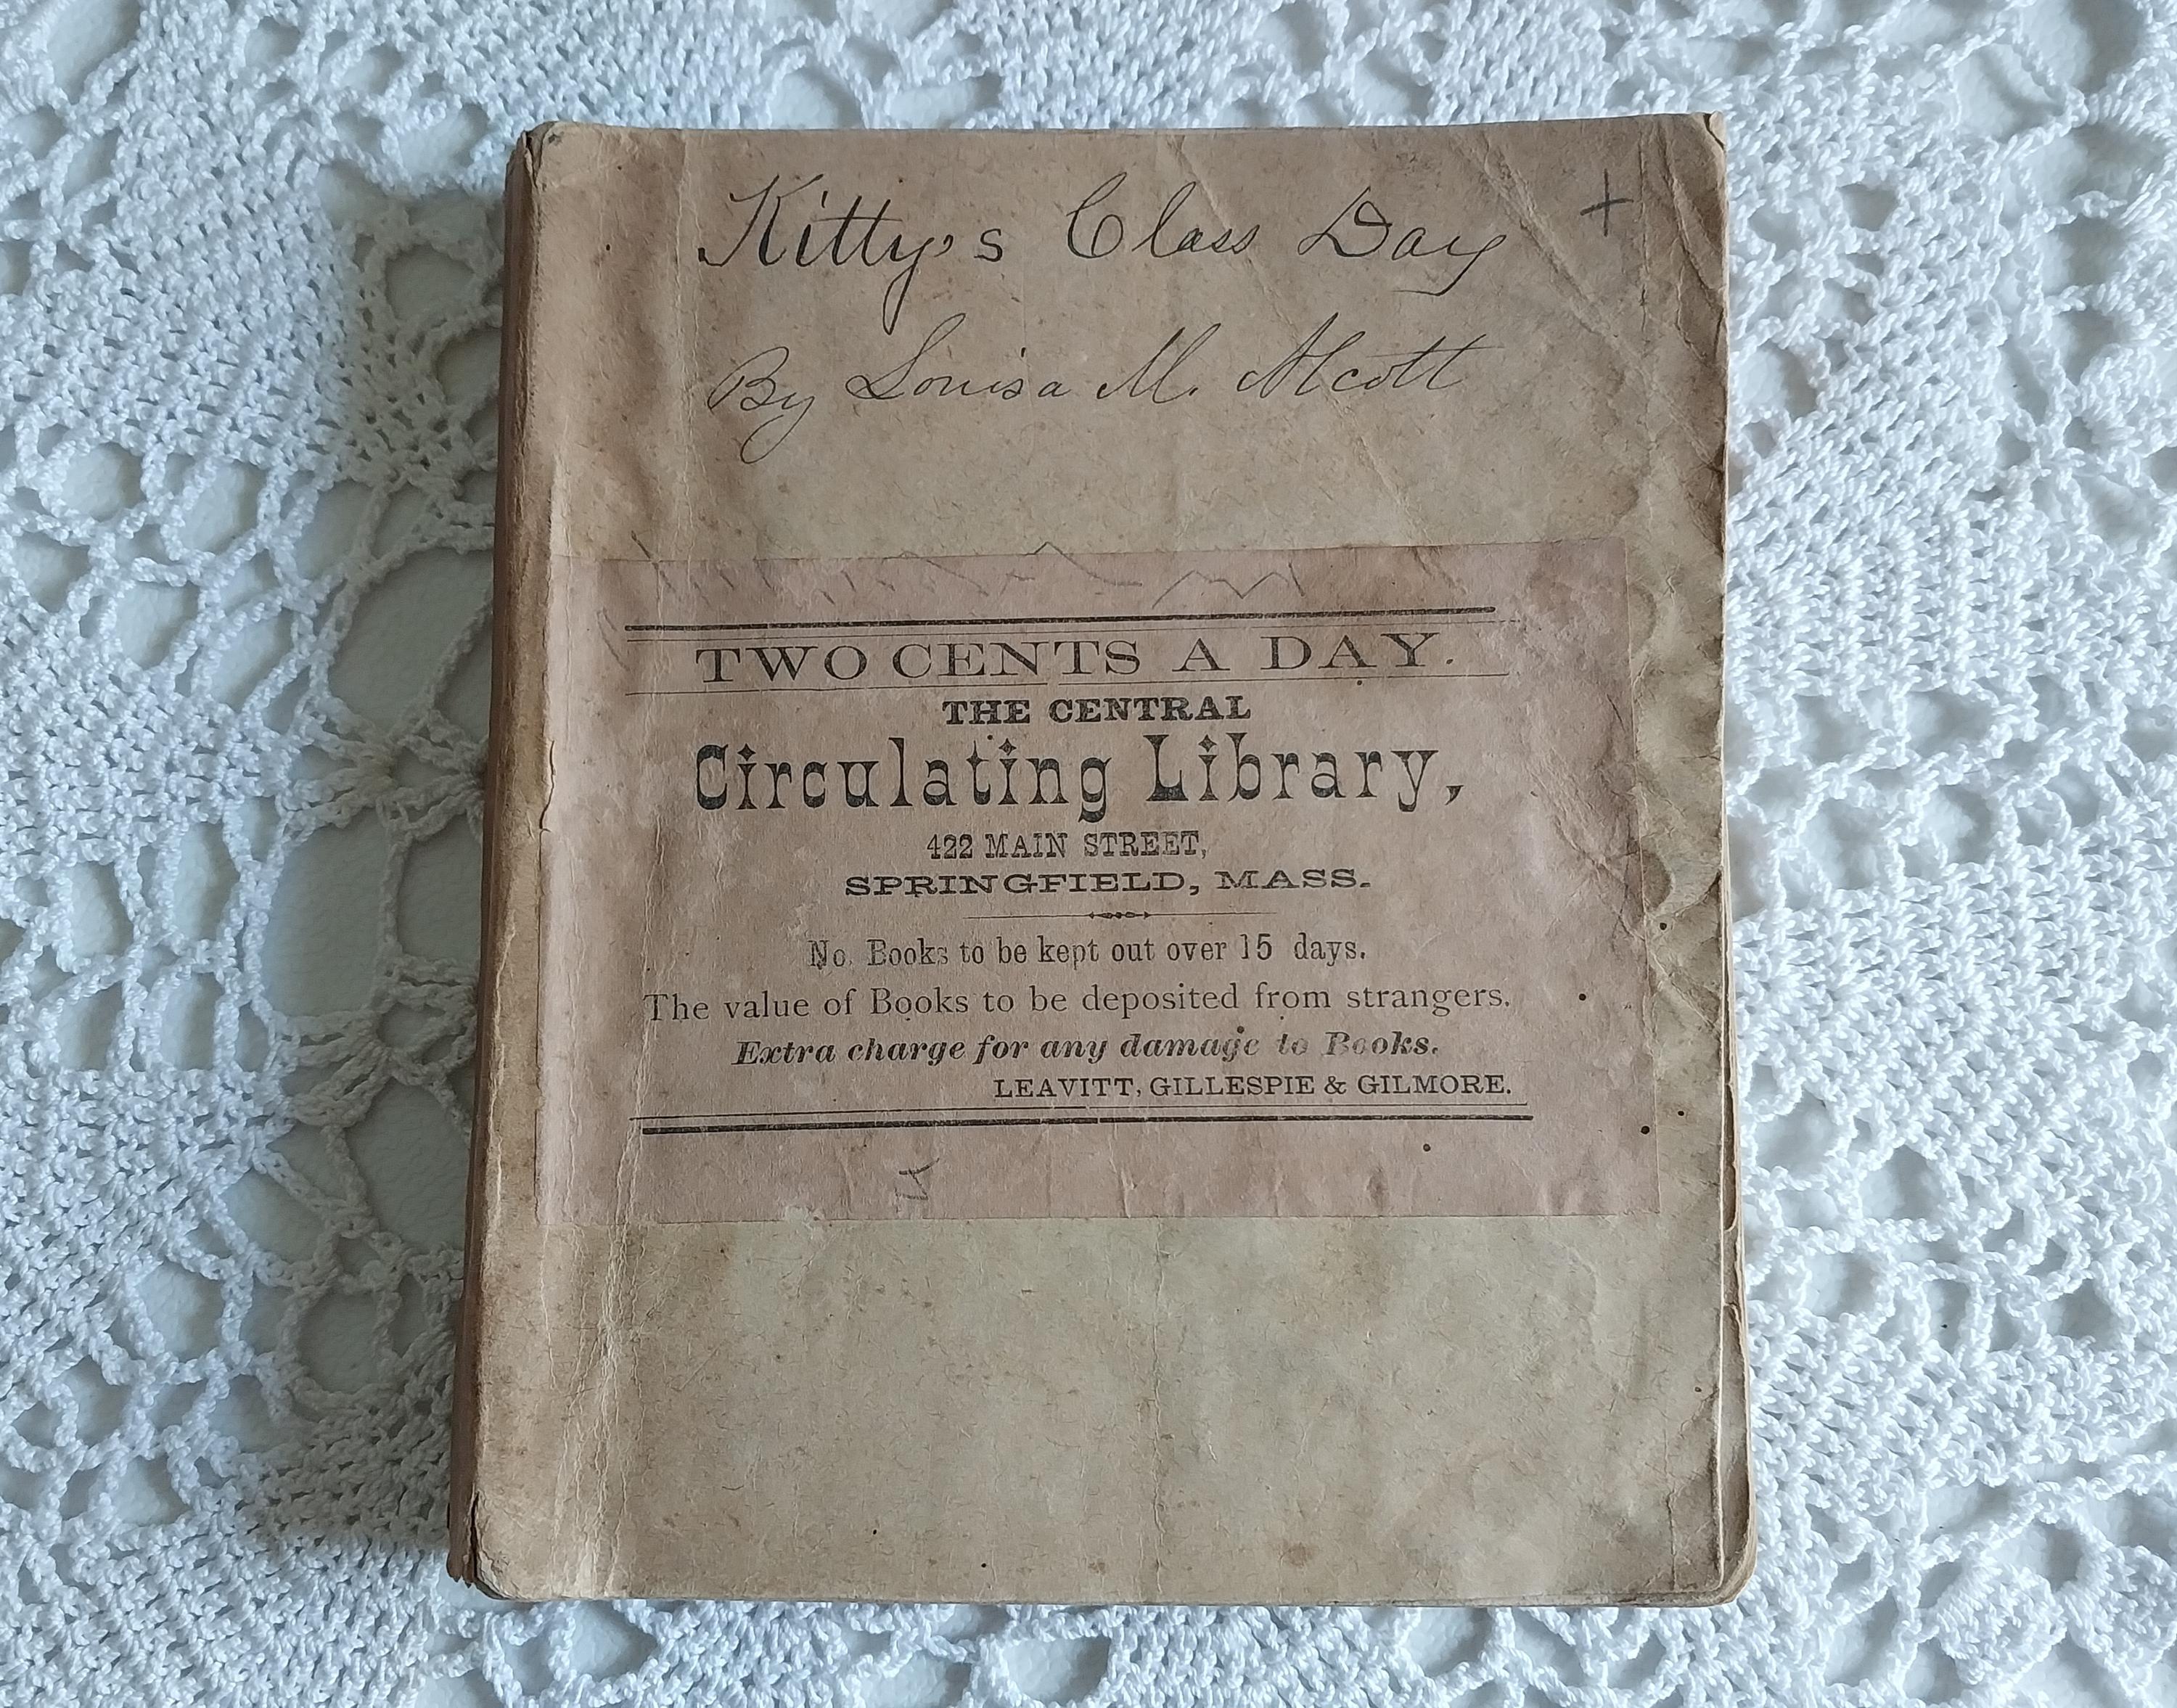 Kitty's Class Day
+
By Louisa M. Alcott
TWO CENTS A DAY.
THE CENTRAL
Circulating Library,
422 MAIN STREET,
SPRINGFIELD, MASS.
No. Books to be kept out over 15 days.
The value of Books to be deposited from strangers.
Extra charge for any damage to Books.
LEAVITT, GILLESPIE & GILMORE.